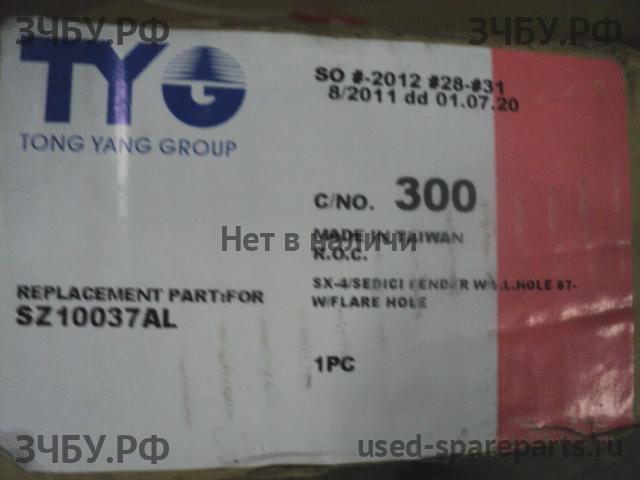 ЗЧБУ.РФ
ЗЧБУ.РФ
TYG
TONG YANG GROUP
SO #-2012 #28-#31
8/2011 dd 01.07.20
C/NO. 300
MADE IN TAIWAN
R.O.C.
Нет в наличи
SX-4/SEDICI FENDER HOLE 07-
W/FLARE HOLE
REPLACEMENT PART:FOR
SZ10037AL
1PC
ЗЧБУ.РФ
used-spareparts.ru